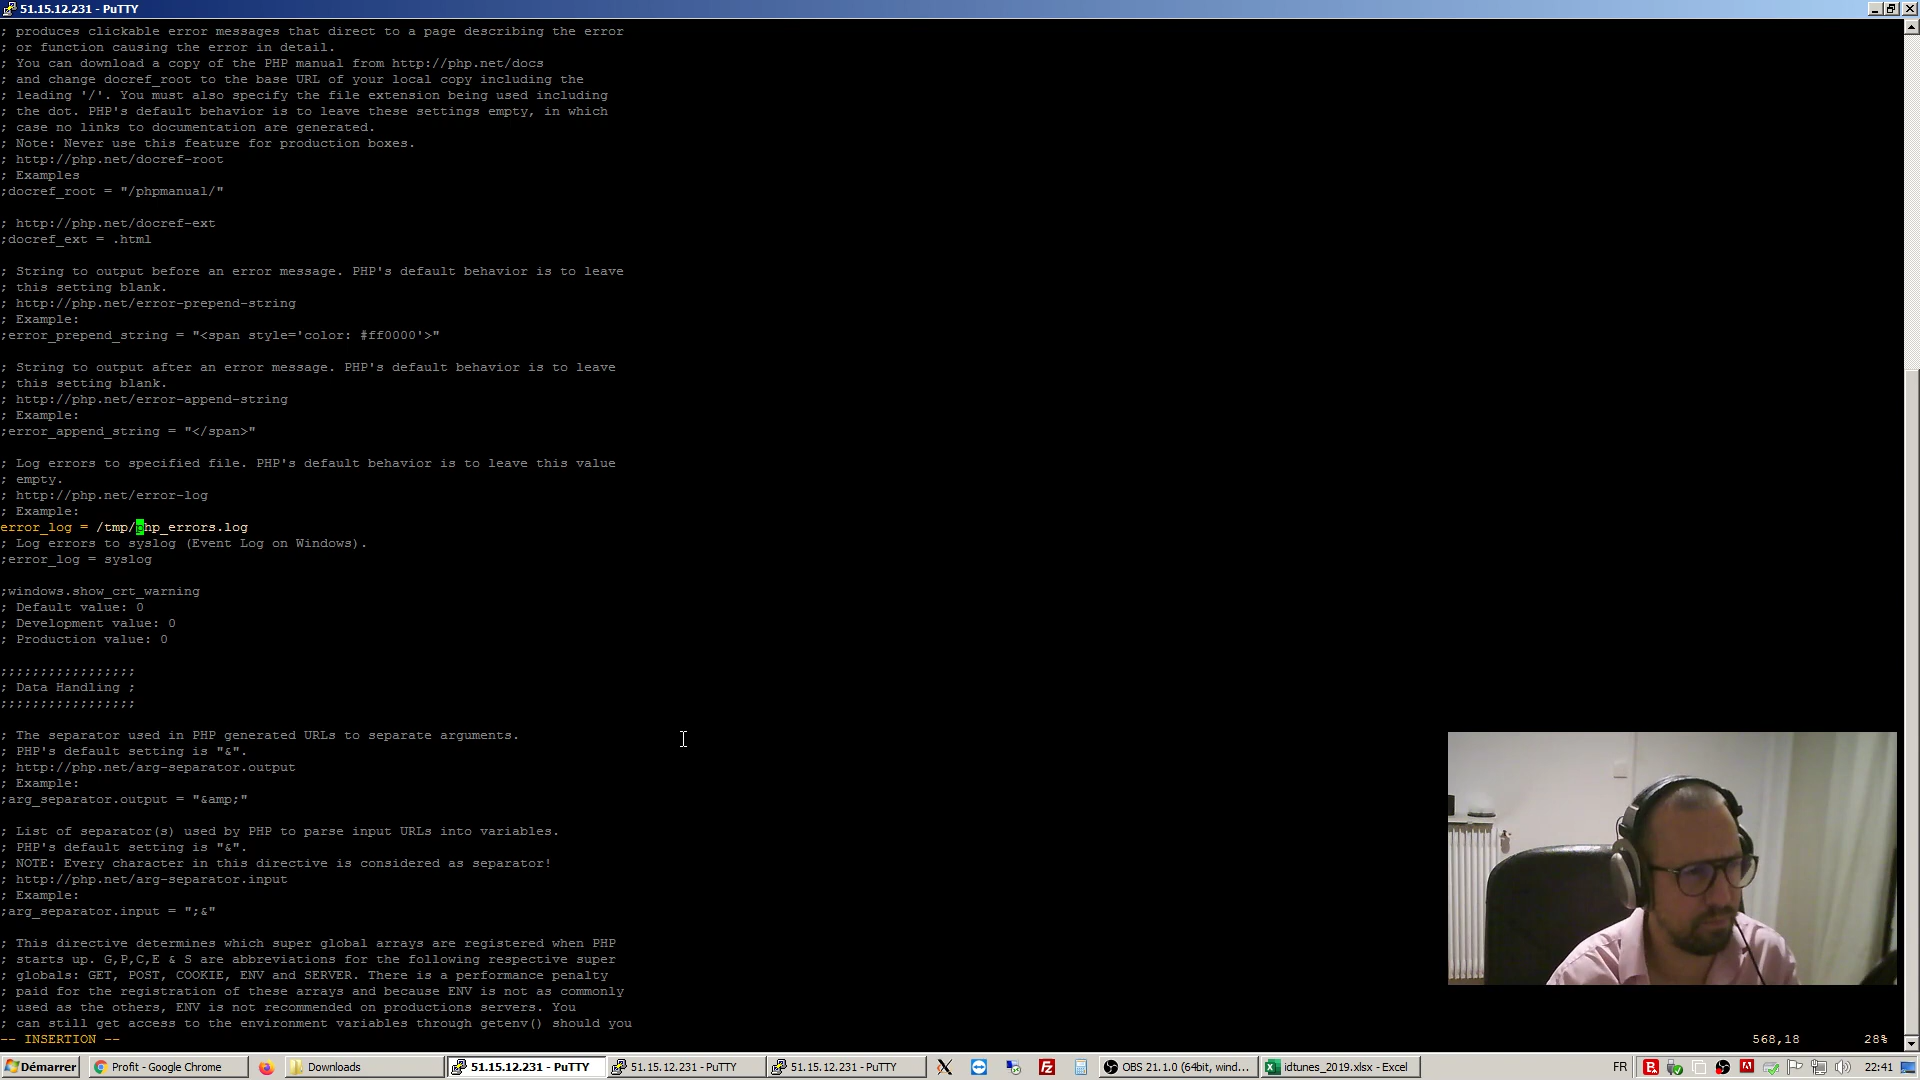 51.15.12.231 - PuTTY
; produces clickable error messages that direct to a page describing the error
; or function causing the error in detail.
; You can download a copy of the PHP manual from http://php.net/docs
; and change docref_root to the base URL of your local copy including the
; leading '/'. You must also specify the file extension being used including
; the dot. PHP's default behavior is to leave these settings empty, in which
; case no links to documentation are generated.
; Note: Never use this feature for production boxes.
; http://php.net/docref-root
; Examples
;docref_root = "/phpmanual/"
; http://php.net/docref-ext
;docref_ext = .html
; String to output before an error message. PHP's default behavior is to leave
; this setting blank.
; http://php.net/error-prepend-string
; Example:
;error_prepend_string = "<span style='color: #ff0000'>"
; String to output after an error message. PHP's default behavior is to leave
; this setting blank.
; http://php.net/error-append-string
; Example:
;error_append_string = "</span>"
; Log errors to specified file. PHP's default behavior is to leave this value
; empty.
; http://php.net/error-log
; Example:
error_log = /tmp/php_errors.log
; Log errors to syslog (Event Log on Windows).
;error_log = syslog
;windows.show_crt_warning
; Default value: 0
; Development value: 0
; Production value: 0
;;;;;;;;;;;;;;;;;
; Data Handling ;
;;;;;;;;;;;;;;;;;
; The separator used in PHP generated URLs to separate arguments.
; PHP's default setting is "&".
; http://php.net/arg-separator.output
; Example:
;arg_separator.output = "&amp;"
; List of separator(s) used by PHP to parse input URLs into variables.
; PHP's default setting is "&".
; NOTE: Every character in this directive is considered as separator!
; http://php.net/arg-separator.input
; Example:
;arg_separator.input = ";&"
; This directive determines which super global arrays are registered when PHP
; starts up. G,P,C,E & S are abbreviations for the following respective super
; globals: GET, POST, COOKIE, ENV and SERVER. There is a performance penalty
; paid for the registration of these arrays and because ENV is not as commonly
; used as the others, ENV is not recommended on productions servers. You
; can still get access to the environment variables through getenv() should you
-- INSERTION -- 568,18 28%
Démarrer Profit - Google Chrome Downloads 51.15.12.231 - PuTTY 51.15.12.231 - PuTTY 51.15.12.231 - PuTTY OBS 21.1.0 (64bit, wind... idtunes_2019.xlsx - Excel FR 22:41